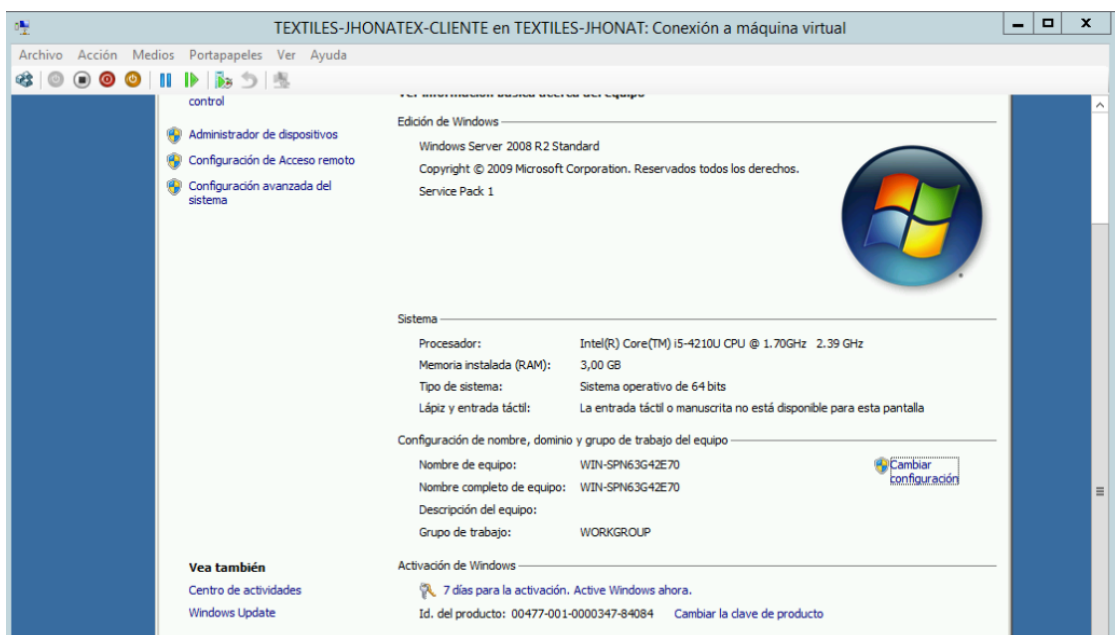 TEXTILES-JHONATEX-CLIENTE en TEXTILES-JHONAT: Conexión a máquina virtual
Archivo Acción Medios Portapapeles Ver Ayuda
control
Ver información básica acerca del equipo
Administrador de dispositivos
Configuración de Acceso remoto
Configuración avanzada del
sistema
Edición de Windows
Windows Server 2008 R2 Standard
Copyright © 2009 Microsoft Corporation. Reservados todos los derechos.
Service Pack 1
Sistema
Procesador: Intel(R) Core(TM) i5-4210U CPU @ 1.70GHz 2.39 GHz
Memoria instalada (RAM): 3,00 GB
Tipo de sistema: Sistema operativo de 64 bits
Lápiz y entrada táctil: La entrada táctil o manuscrita no está disponible para esta pantalla
Configuración de nombre, dominio y grupo de trabajo del equipo
Nombre de equipo: WIN-SPN63G42E70
Cambiar
configuración
Nombre completo de equipo: WIN-SPN63G42E70
Descripción del equipo:
Grupo de trabajo: WORKGROUP
Vea también
Centro de actividades
Windows Update
Activación de Windows
7 días para la activación. Active Windows ahora.
Id. del producto: 00477-001-0000347-84084 Cambiar la clave de producto